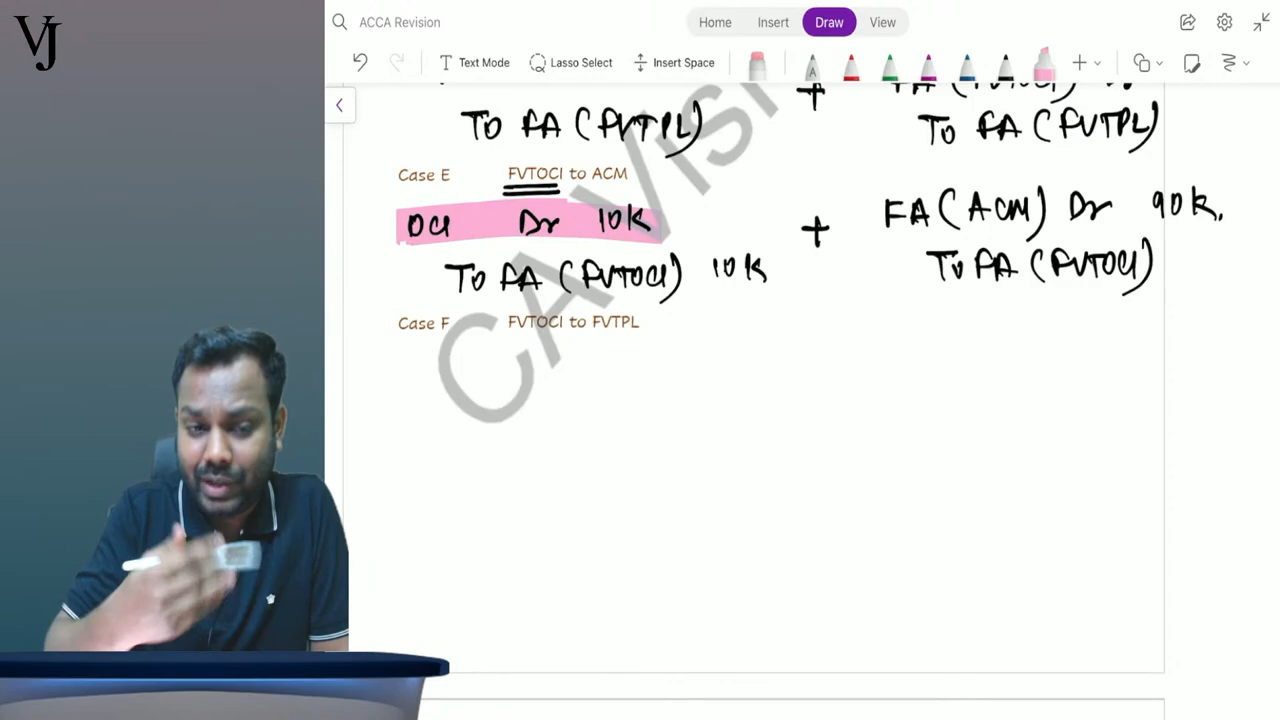 VJ
ACCA Revision
Home Insert Draw View
Text Mode Lasso Select Insert Space
To FA (FVTPL) + To FA (FVTPL)
Case E FVTOCI to ACM
OCI Dr 10K + FA (ACM) Dr 90K.
To FA (FVTOCI) 10K To FA (FVTOCI)
Case F FVTOCI to FVTPL